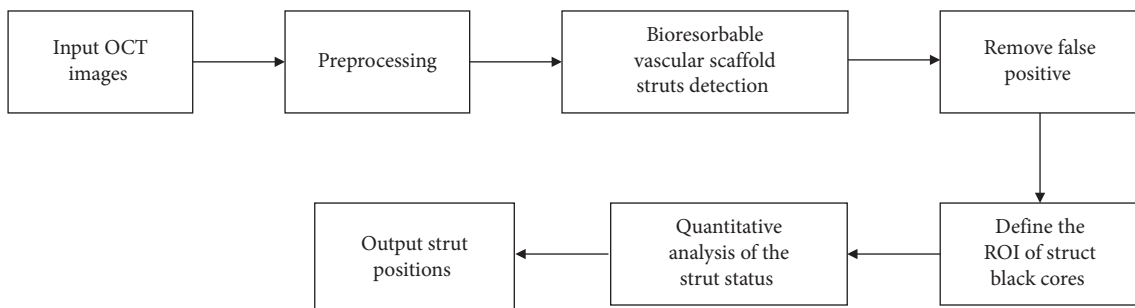 Input OCT
images
Preprocessing
Bioresorbable
vascular scaffold
struts detection
Remove false
positive
Define the
ROI of struct
black cores
Quantitative
analysis of the
strut status
Output strut
positions